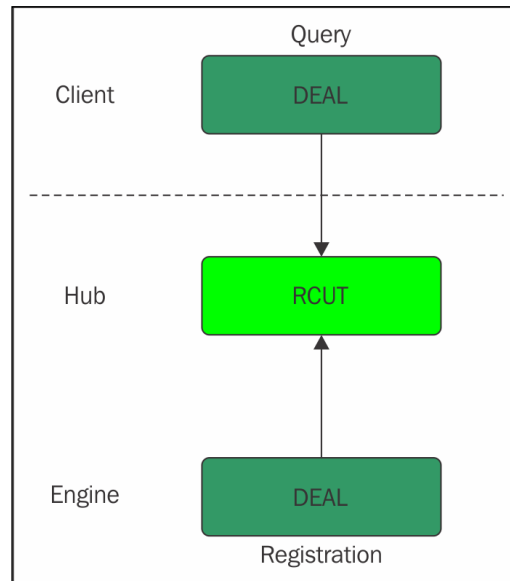 Query
Client
DEAL
Hub
RCUT
Engine
DEAL
Registration